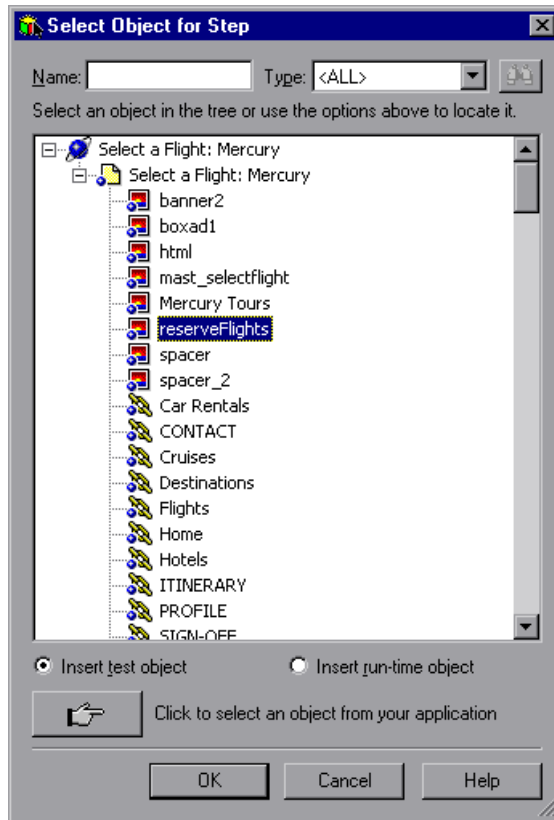 Select Object for Step
Name: Type: <ALL>
Select an object in the tree or use the options above to locate it.
Select a Flight: Mercury
Select a Flight: Mercury
banner2
boxad1
html
mast_selectflight
Mercury Tours
reserveFlights
spacer
spacer_2
Car Rentals
CONTACT
Cruises
Destinations
Flights
Home
Hotels
ITINERARY
PROFILE
SIGN-OFF
Insert test object Insert run-time object
Click to select an object from your application
OK Cancel Help